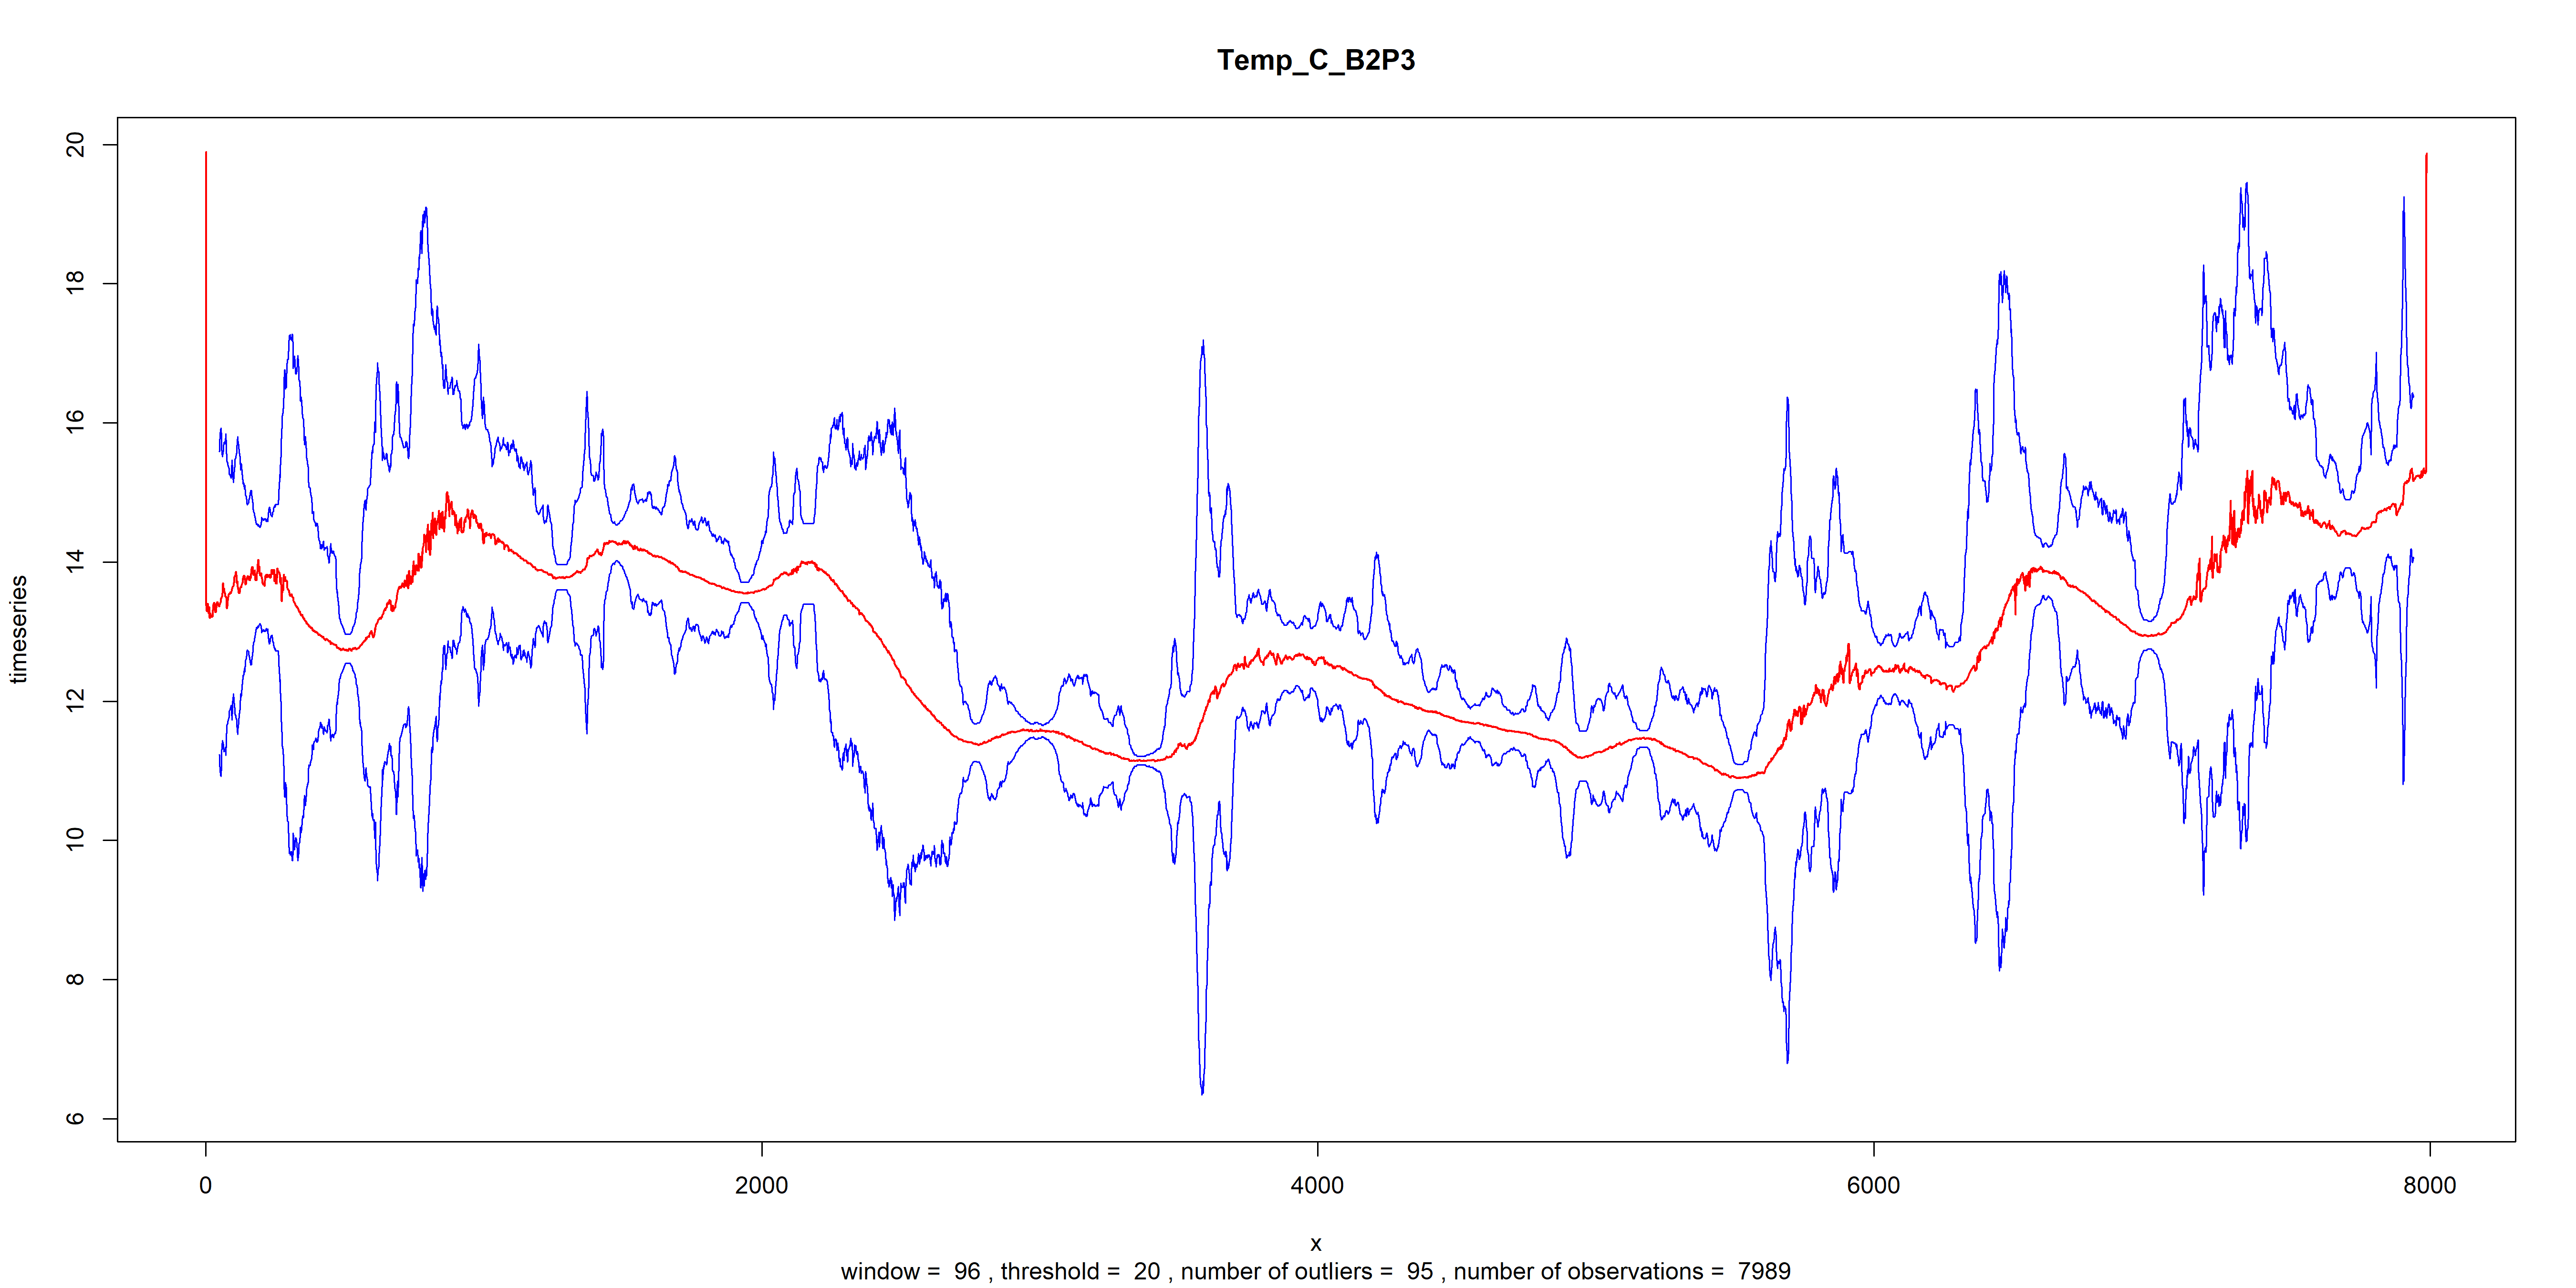 Temp_C_B2P3
timeseries
20
18
16
14
12
10
8
6
0 2000 4000 6000 8000
x
window = 96 , threshold = 20 , number of outliers = 95 , number of observations = 7989